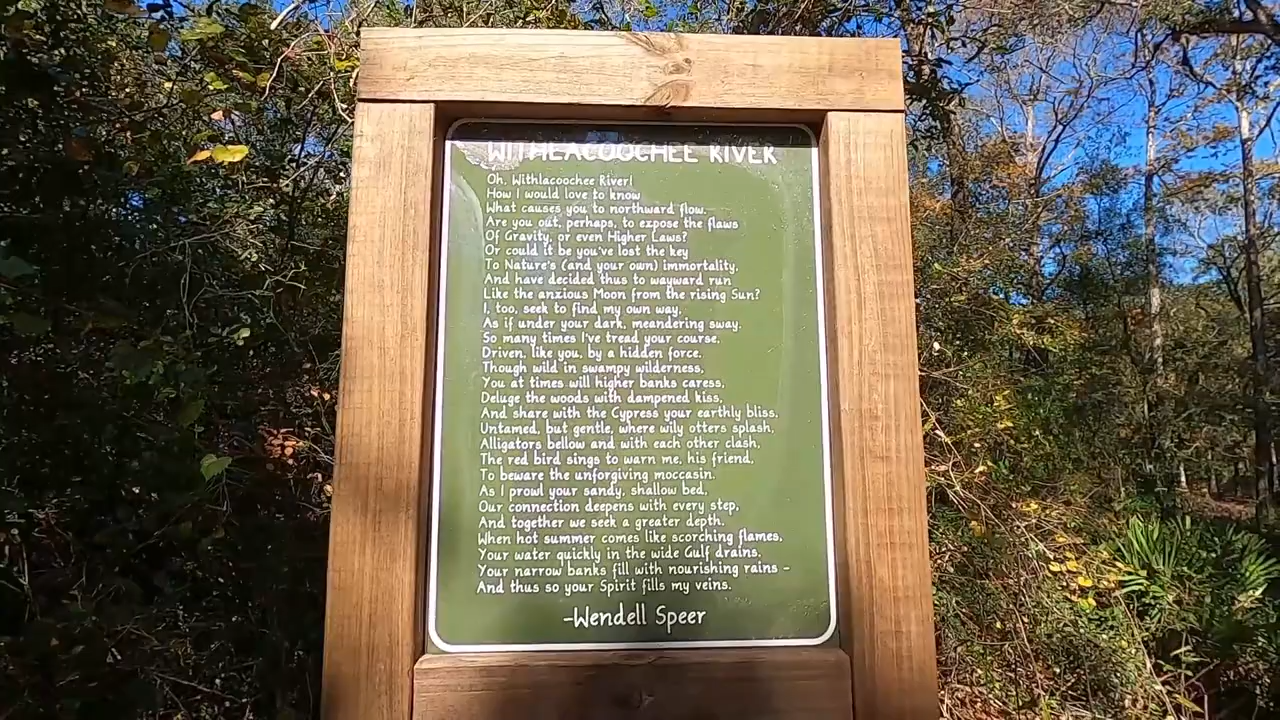 WITHLACOOCHEE RIVER
Oh, Withlacoochee River!
How I would love to know
What causes you to northward flow.
Are you out, perhaps, to expose the flaws
Of Gravity, or even Higher Laws?
Or could it be you've lost the key
To Nature's (and your own) immortality,
And have decided thus to wayward run
Like the anxious Moon from the rising Sun?
I, too, seek to find my own way,
As if under your dark, meandering sway.
So many times I've tread your course,
Driven, like you, by a hidden force.
Though wild in swampy wilderness,
You at times will higher banks caress,
Deluge the woods with dampened kiss,
And share with the Cypress your earthly bliss.
Untamed, but gentle, where wily otters splash,
Alligators bellow and with each other clash,
The red bird sings to warn me, his friend,
To beware the unforgiving moccasin.
As I prowl your sandy, shallow bed,
Our connection deepens with every step,
And together we seek a greater depth.
When hot summer comes like scorching flames,
Your water quickly in the wide Gulf drains.
Your narrow banks fill with nourishing rains -
And thus so your Spirit fills my veins.
-Wendell Speer